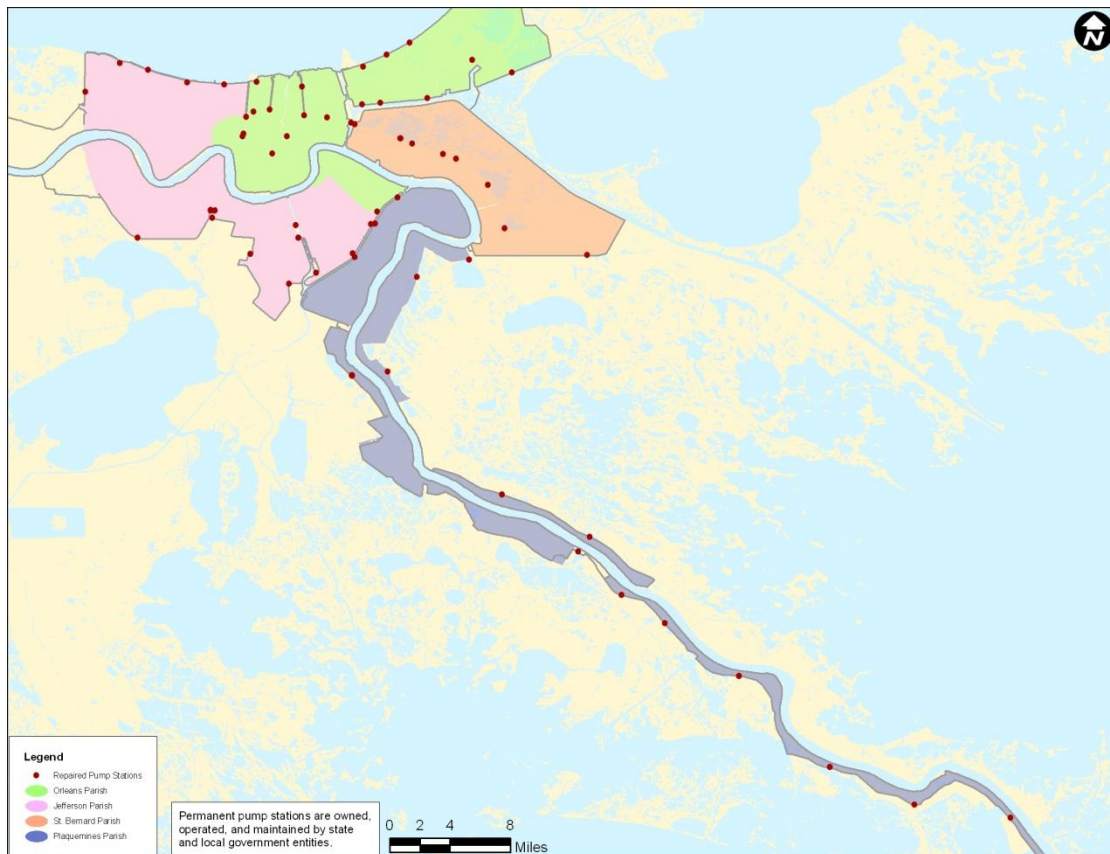 N
Legend
Repaired Pump Stations
Orleans Parish
Jefferson Parish
St. Bernard Parish
Plaquemines Parish
Permanent pump stations are owned,
operated, and maintained by state
and local government entities.
0 2 4 8
Miles